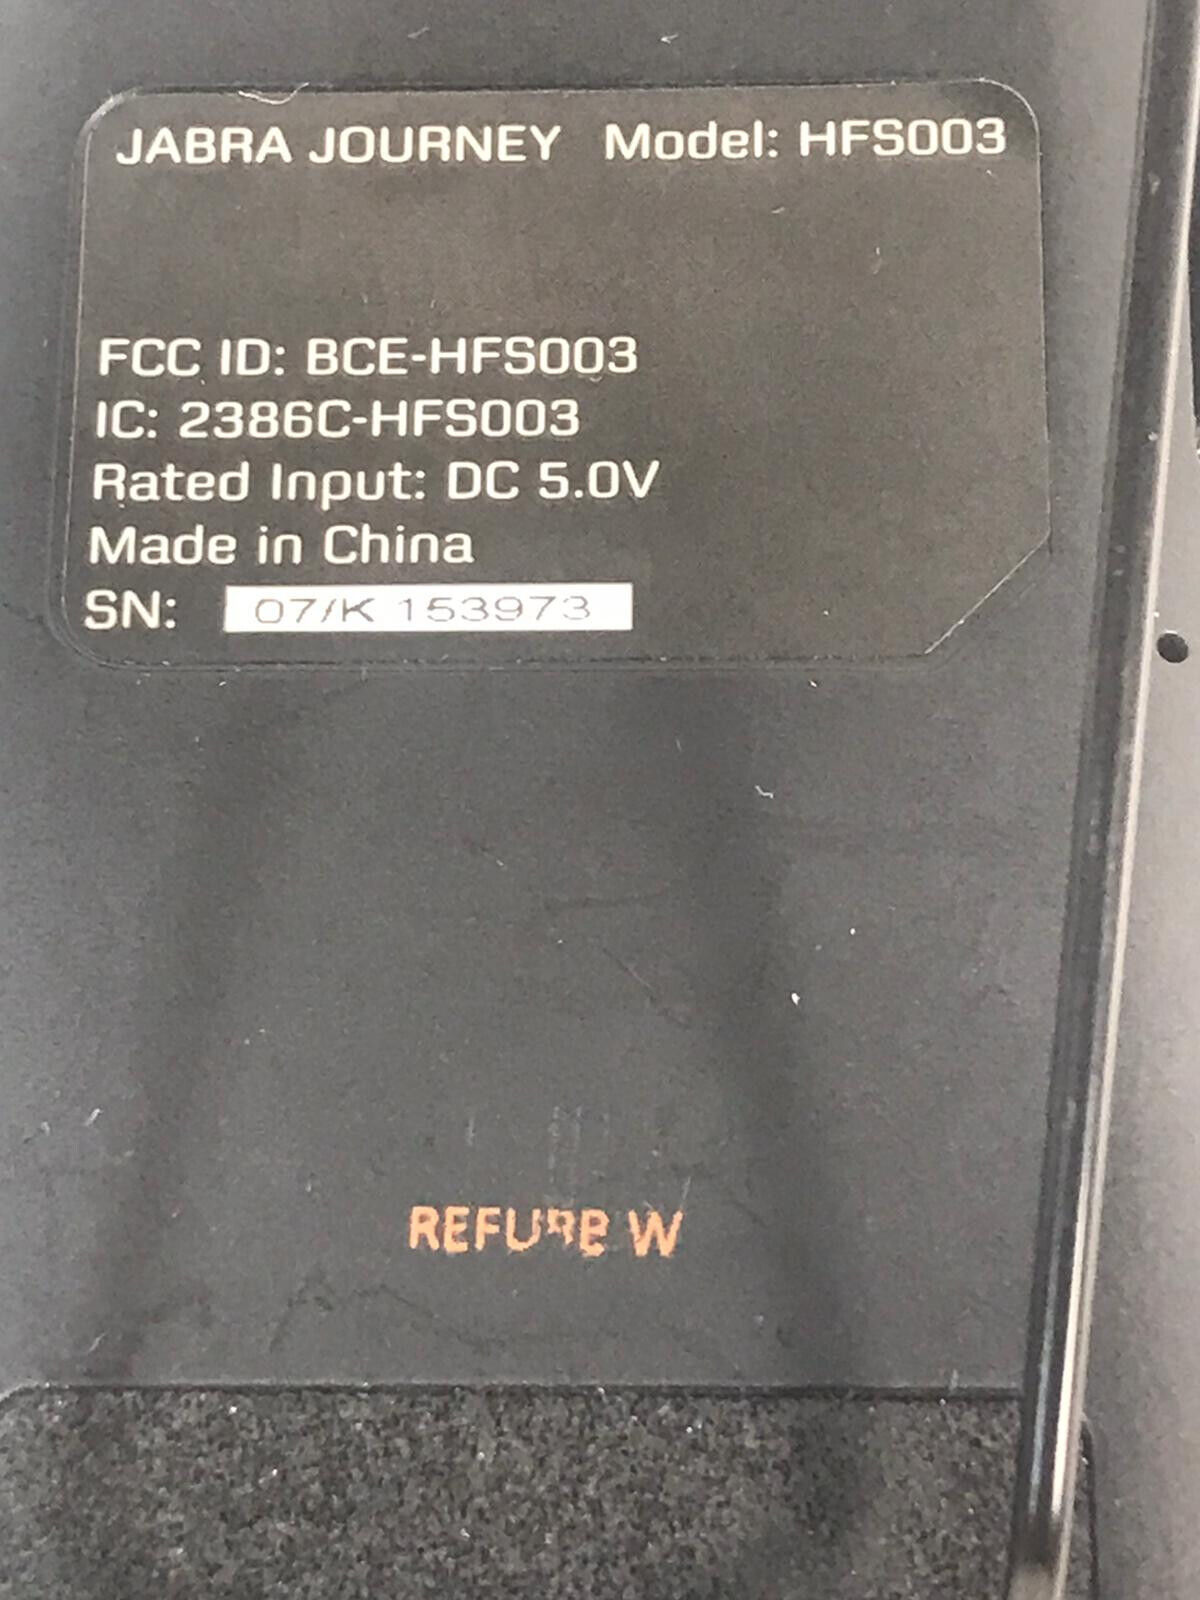 JABRA JOURNEY Model: HFS003
FCC ID: BCE-HFS003
IC: 2386C-HFS003
Rated Input: DC 5.0V
Made in China
SN: 07/K 153973
REFURB W